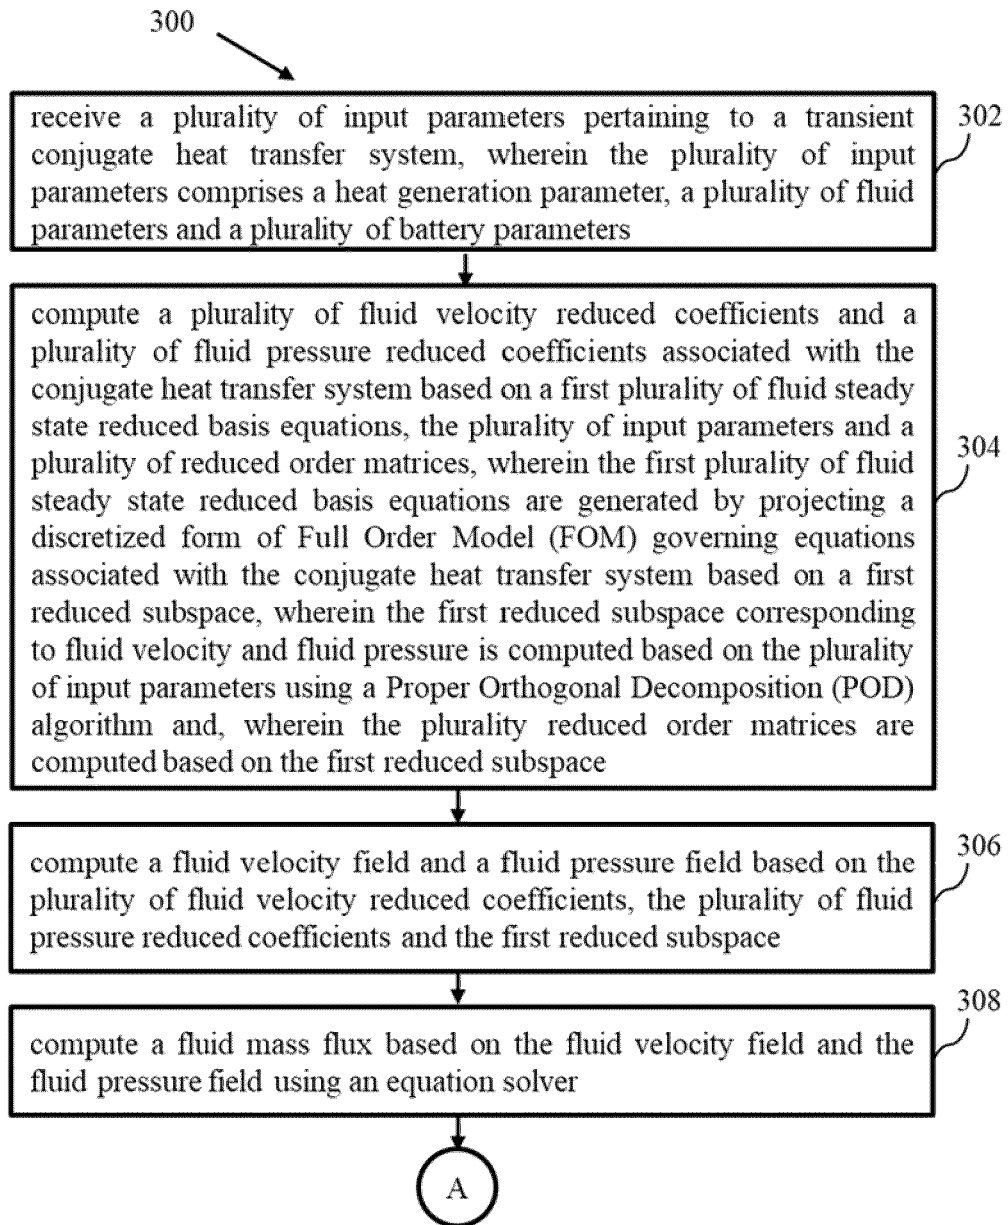 300
receive a plurality of input parameters pertaining to a transient
conjugate heat transfer system, wherein the plurality of input
parameters comprises a heat generation parameter, a plurality of fluid
parameters and a plurality of battery parameters
302
compute a plurality of fluid velocity reduced coefficients and a
plurality of fluid pressure reduced coefficients associated with the
conjugate heat transfer system based on a first plurality of fluid steady
state reduced basis equations, the plurality of input parameters and a
plurality of reduced order matrices, wherein the first plurality of fluid
steady state reduced basis equations are generated by projecting a
discretized form of Full Order Model (FOM) governing equations
associated with the conjugate heat transfer system based on a first
reduced subspace, wherein the first reduced subspace corresponding
to fluid velocity and fluid pressure is computed based on the plurality
of input parameters using a Proper Orthogonal Decomposition (POD)
algorithm and, wherein the plurality reduced order matrices are
computed based on the first reduced subspace
304
compute a fluid velocity field and a fluid pressure field based on the
plurality of fluid velocity reduced coefficients, the plurality of fluid
pressure reduced coefficients and the first reduced subspace
306
compute a fluid mass flux based on the fluid velocity field and the
fluid pressure field using an equation solver
308
A